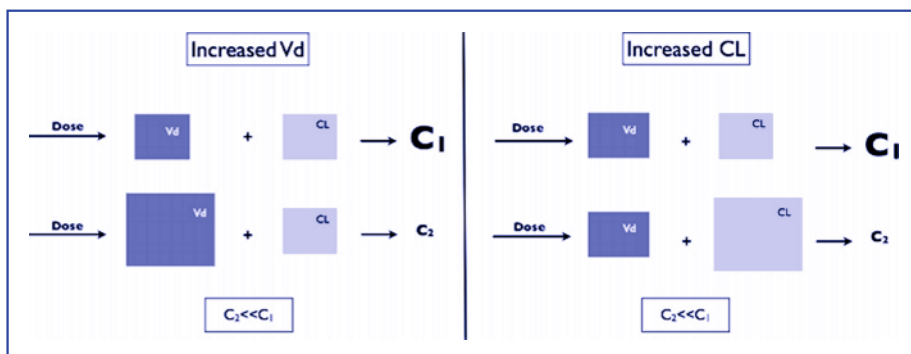 Increased Vd
Dose
Vd
+
CL
C₁
Dose
Vd
+
CL
C₂
C₂<<C₁
Increased CL
Dose
Vd
+
CL
C₁
Dose
Vd
+
CL
C₂
C₂<<C₁